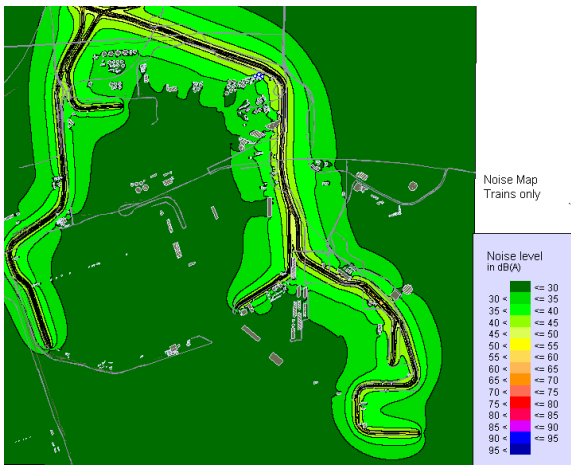 Noise Map
Trains only
Noise level
in dB(A)
<= 30
30 < <= 35
35 < <= 40
40 < <= 45
45 < <= 50
50 < <= 55
55 < <= 60
60 < <= 65
65 < <= 70
70 < <= 75
75 < <= 80
80 < <= 85
85 < <= 90
90 < <= 95
95 <